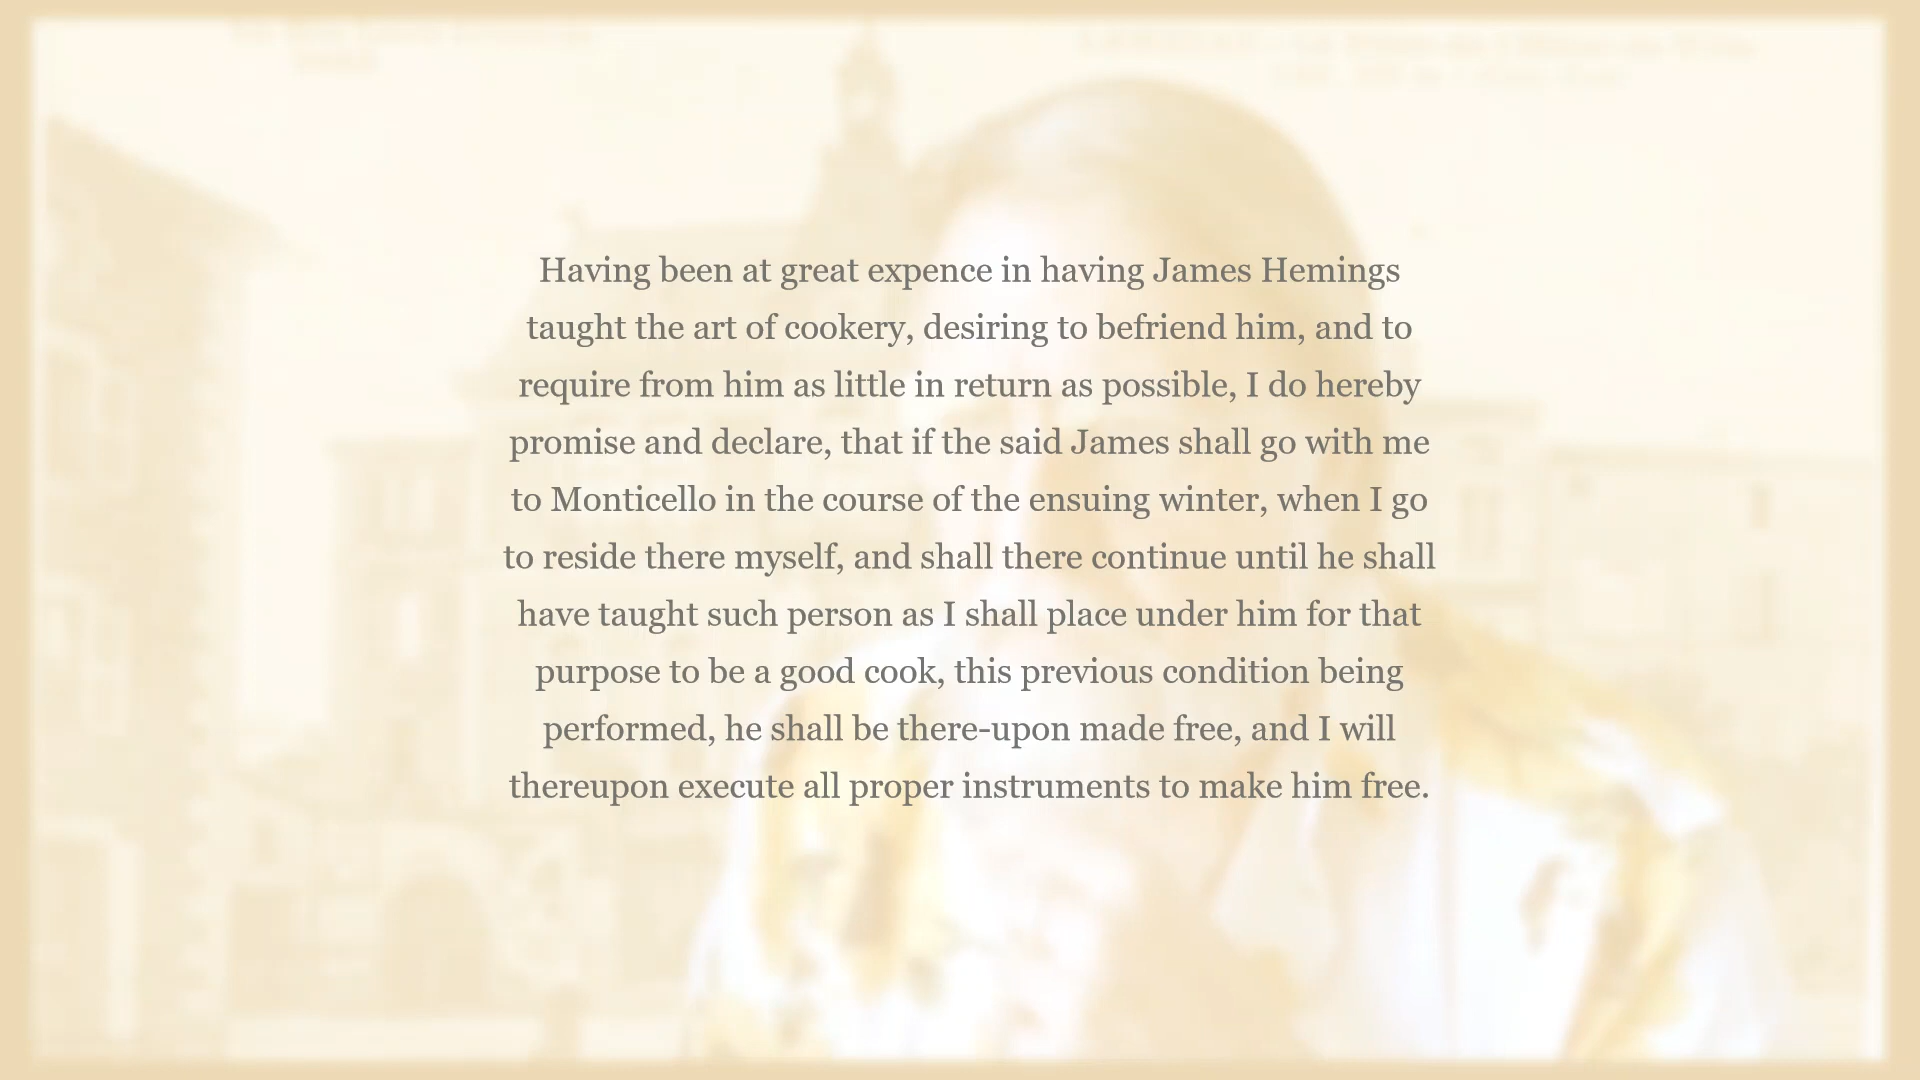 Having been at great expence in having James Hemings
taught the art of cookery, desiring to befriend him, and to
require from him as little in return as possible, I do hereby
promise and declare, that if the said James shall go with me
to Monticello in the course of the ensuing winter, when I go
to reside there myself, and shall there continue until he shall
have taught such person as I shall place under him for that
purpose to be a good cook, this previous condition being
performed, he shall be there-upon made free, and I will
thereupon execute all proper instruments to make him free.